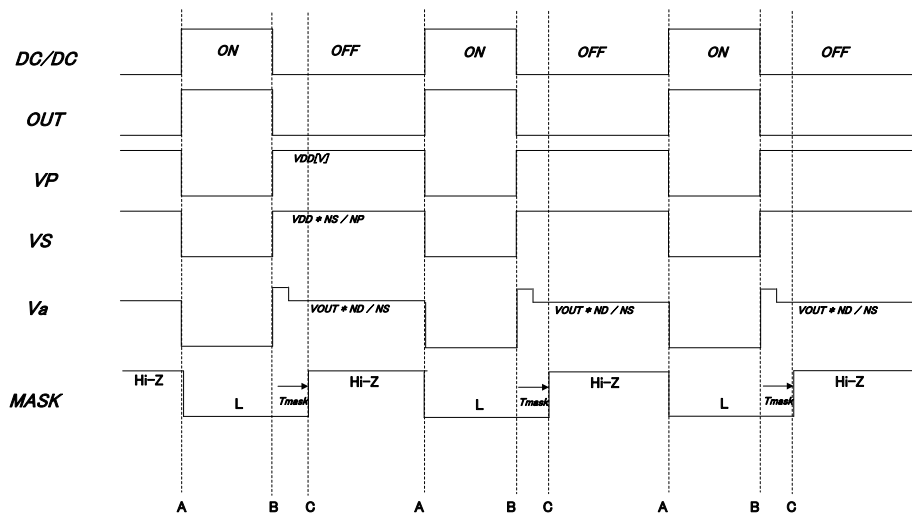 DC/DC ON OFF ON OFF ON OFF
OUT
VP VDD[V]
VS VDD * NS / NP
Va VOUT * ND / NS VOUT * ND / NS VOUT * ND / NS
Hi-Z Hi-Z Hi-Z Hi-Z
MASK L Tmask L Tmask L Tmask
A B C A B C A B C